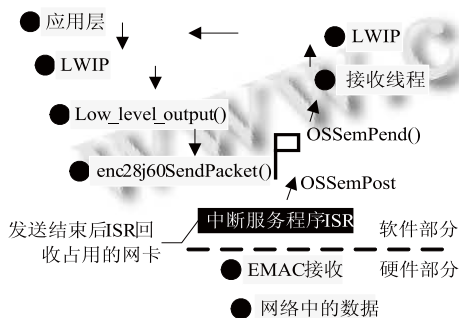 应用层
LWIP
Low_level_output()
enc28j60SendPacket()
LWIP
接收线程
OSSemPend()
OSSemPost
中断服务程序ISR
发送结束后ISR回
收占用的网卡
软件部分
硬件部分
EMAC接收
网络中的数据